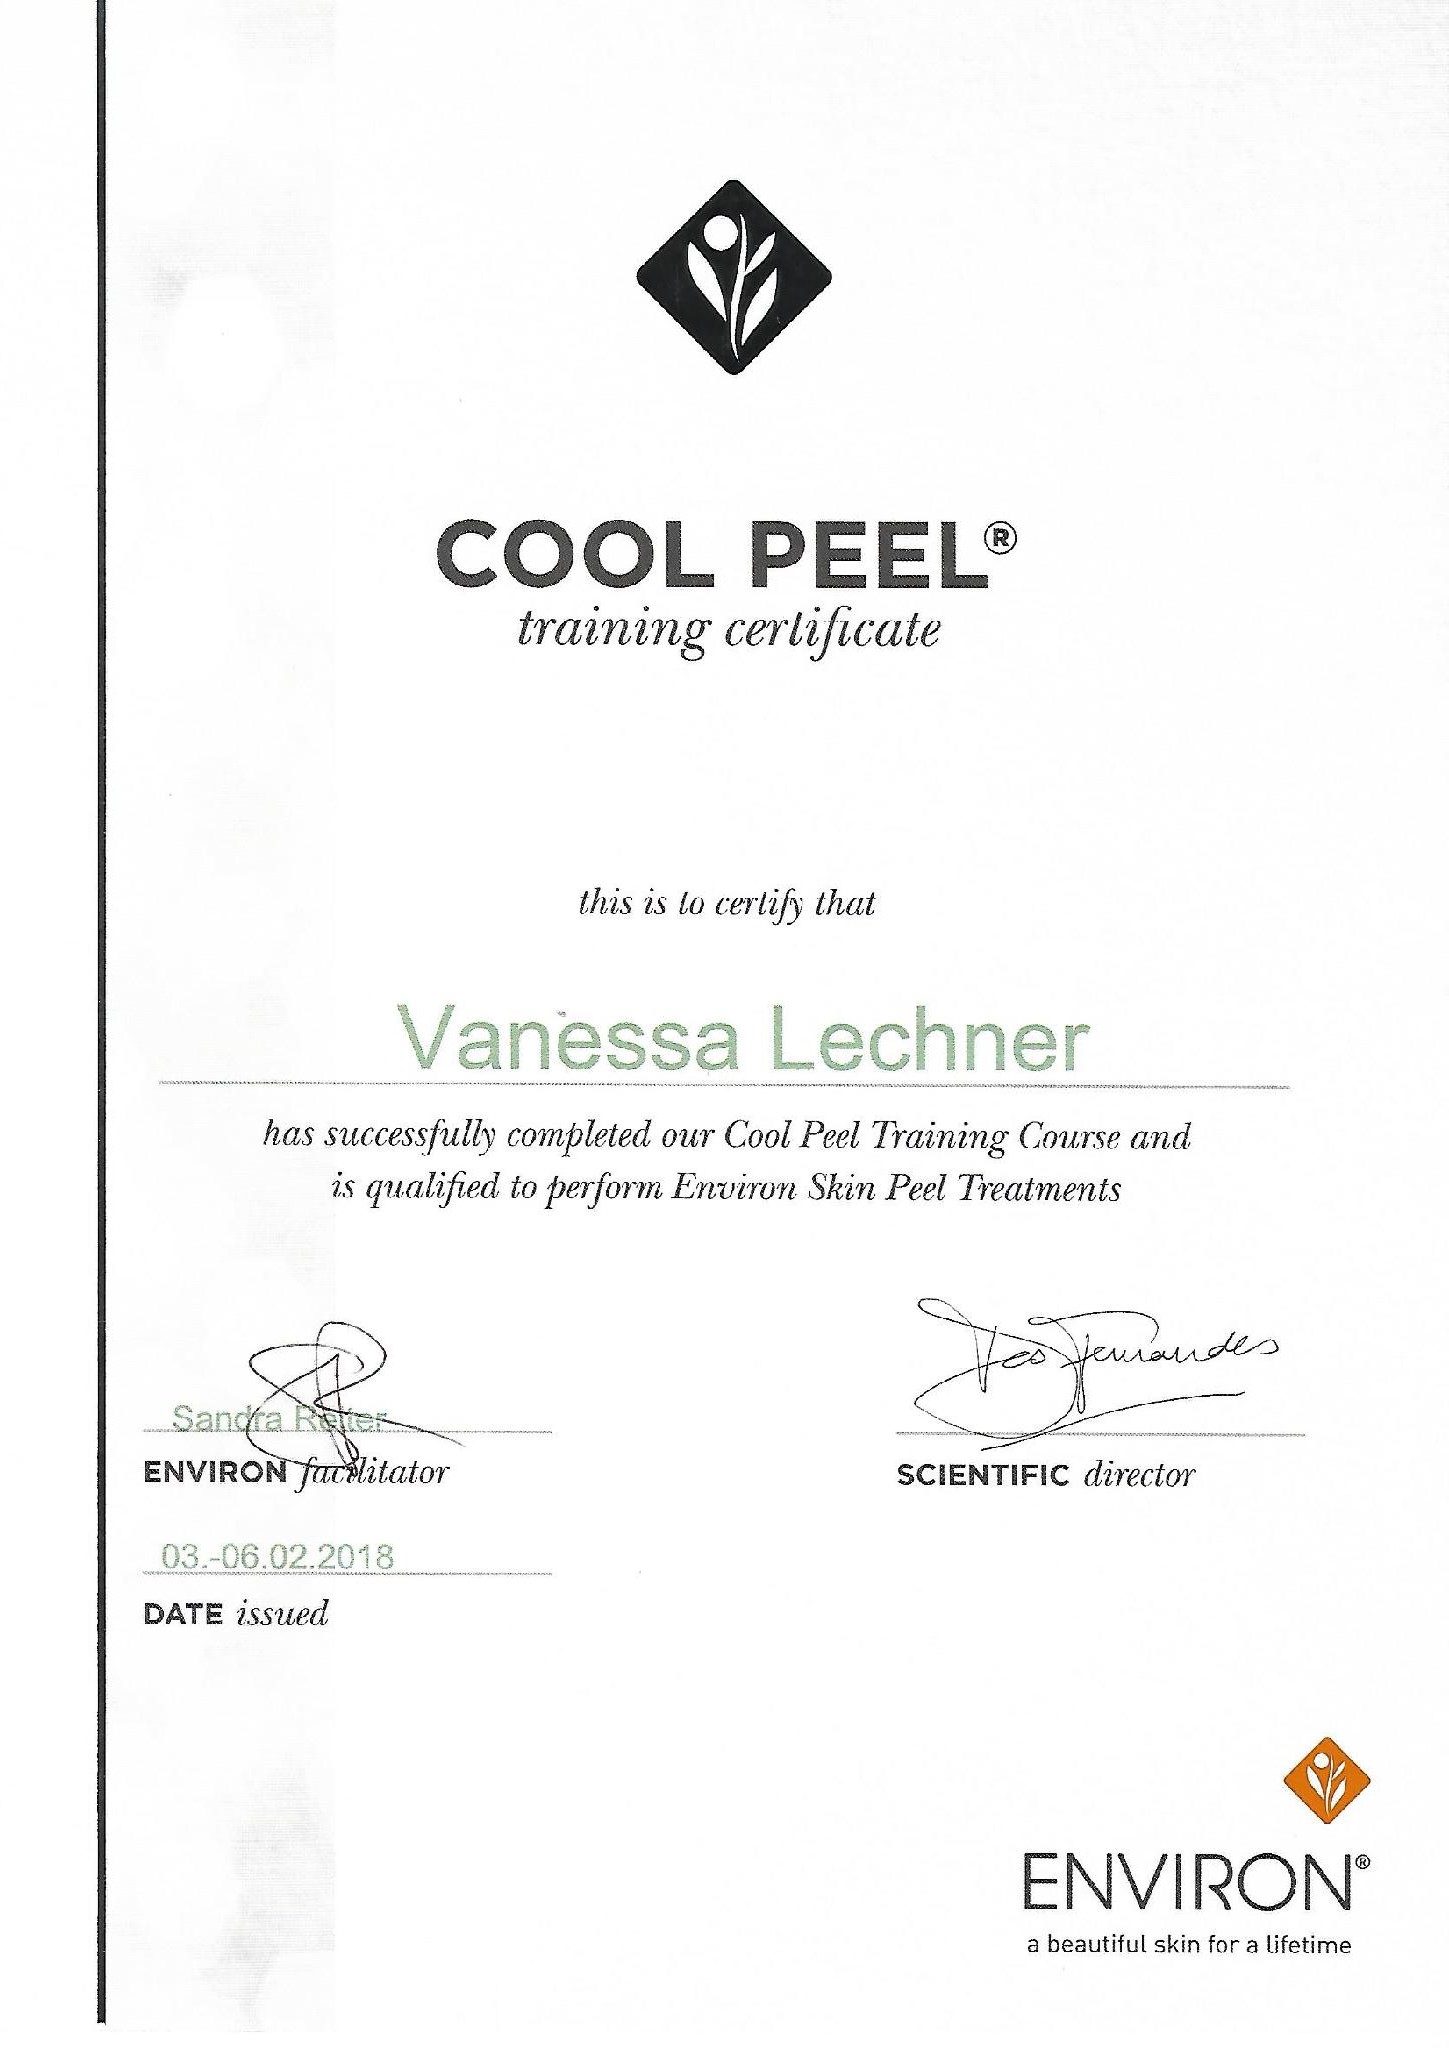 COOL PEEL®
training certificate
this is to certify that
Vanessa Lechner
has successfully completed our Cool Peel Training Course and
is qualified to perform Environ Skin Peel Treatments
Sandra Reiter
Fernandes
ENVIRON facilitator
SCIENTIFIC director
03.-06.02.2018
DATE issued
ENVIRON®
a beautiful skin for a lifetime